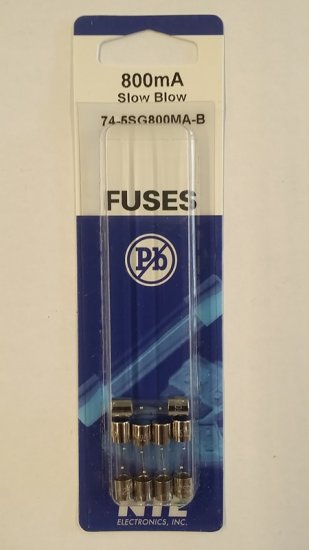 800mA
Slow Blow
74-5SG800MA-B
FUSES
Pb
NTE
ELECTRONICS, INC.